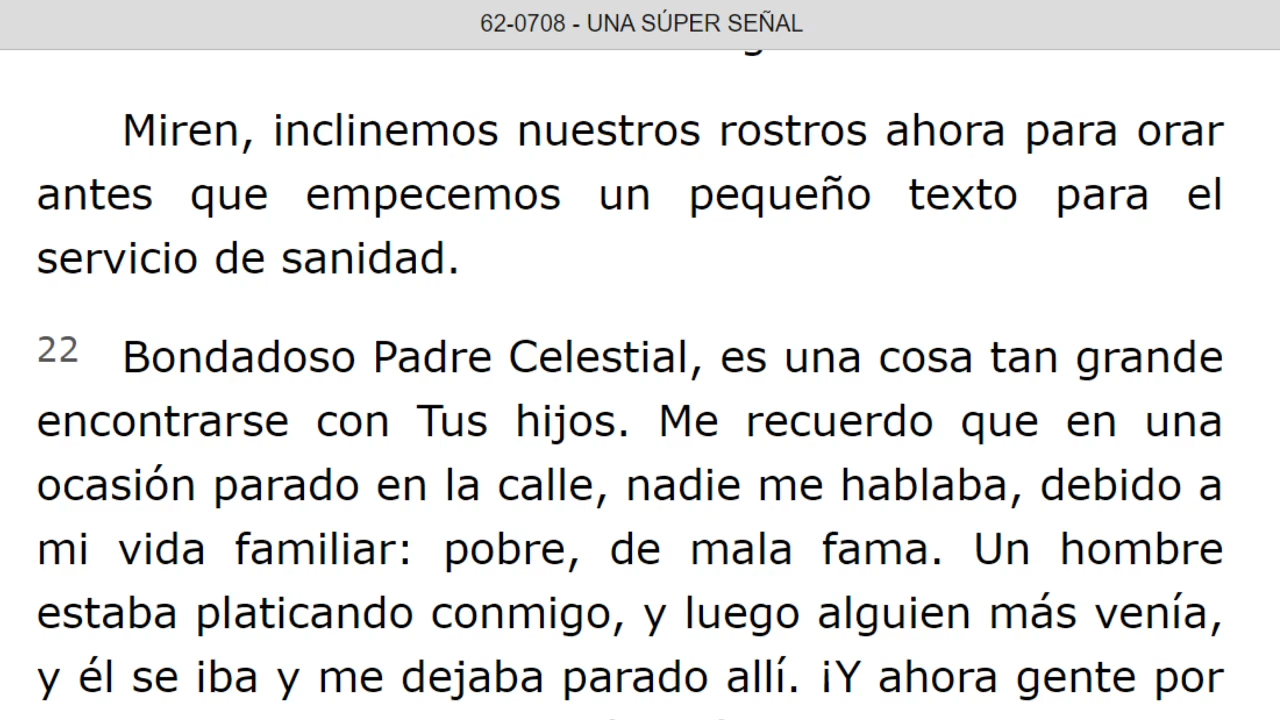 62-0708 - UNA SÚPER SEÑAL
Miren, inclinemos nuestros rostros ahora para orar
antes que empecemos un pequeño texto para el
servicio de sanidad.
22 Bondadoso Padre Celestial, es una cosa tan grande
encontrarse con Tus hijos. Me recuerdo que en una
ocasión parado en la calle, nadie me hablaba, debido a
mi vida familiar: pobre, de mala fama. Un hombre
estaba platicando conmigo, y luego alguien más venía,
y él se iba y me dejaba parado allí. ¡Y ahora gente por